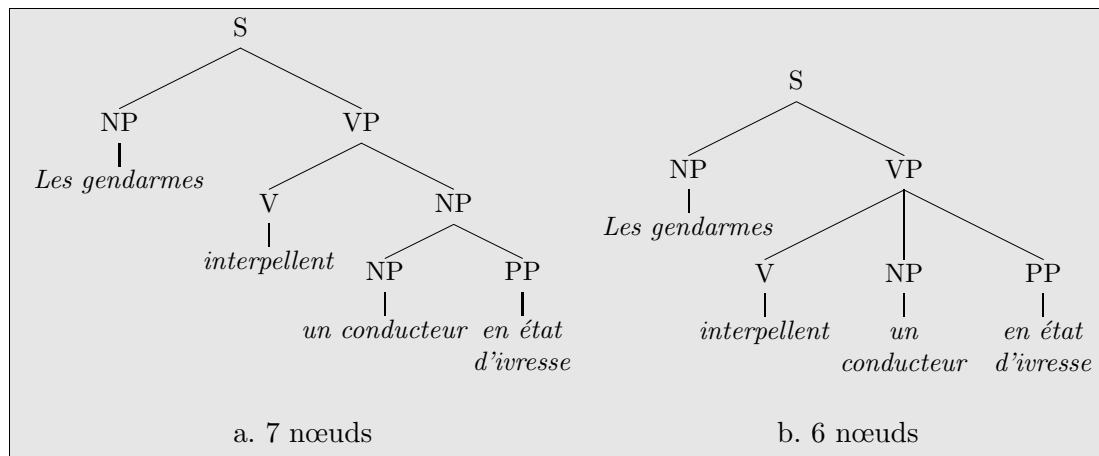 S
NP VP
Les gendarmes
V NP
interpellent
NP PP
un conducteur en état
d'ivresse
a. 7 nœuds
S
NP VP
Les gendarmes
V NP PP
interpellent un en état
conducteur d'ivresse
b. 6 nœuds